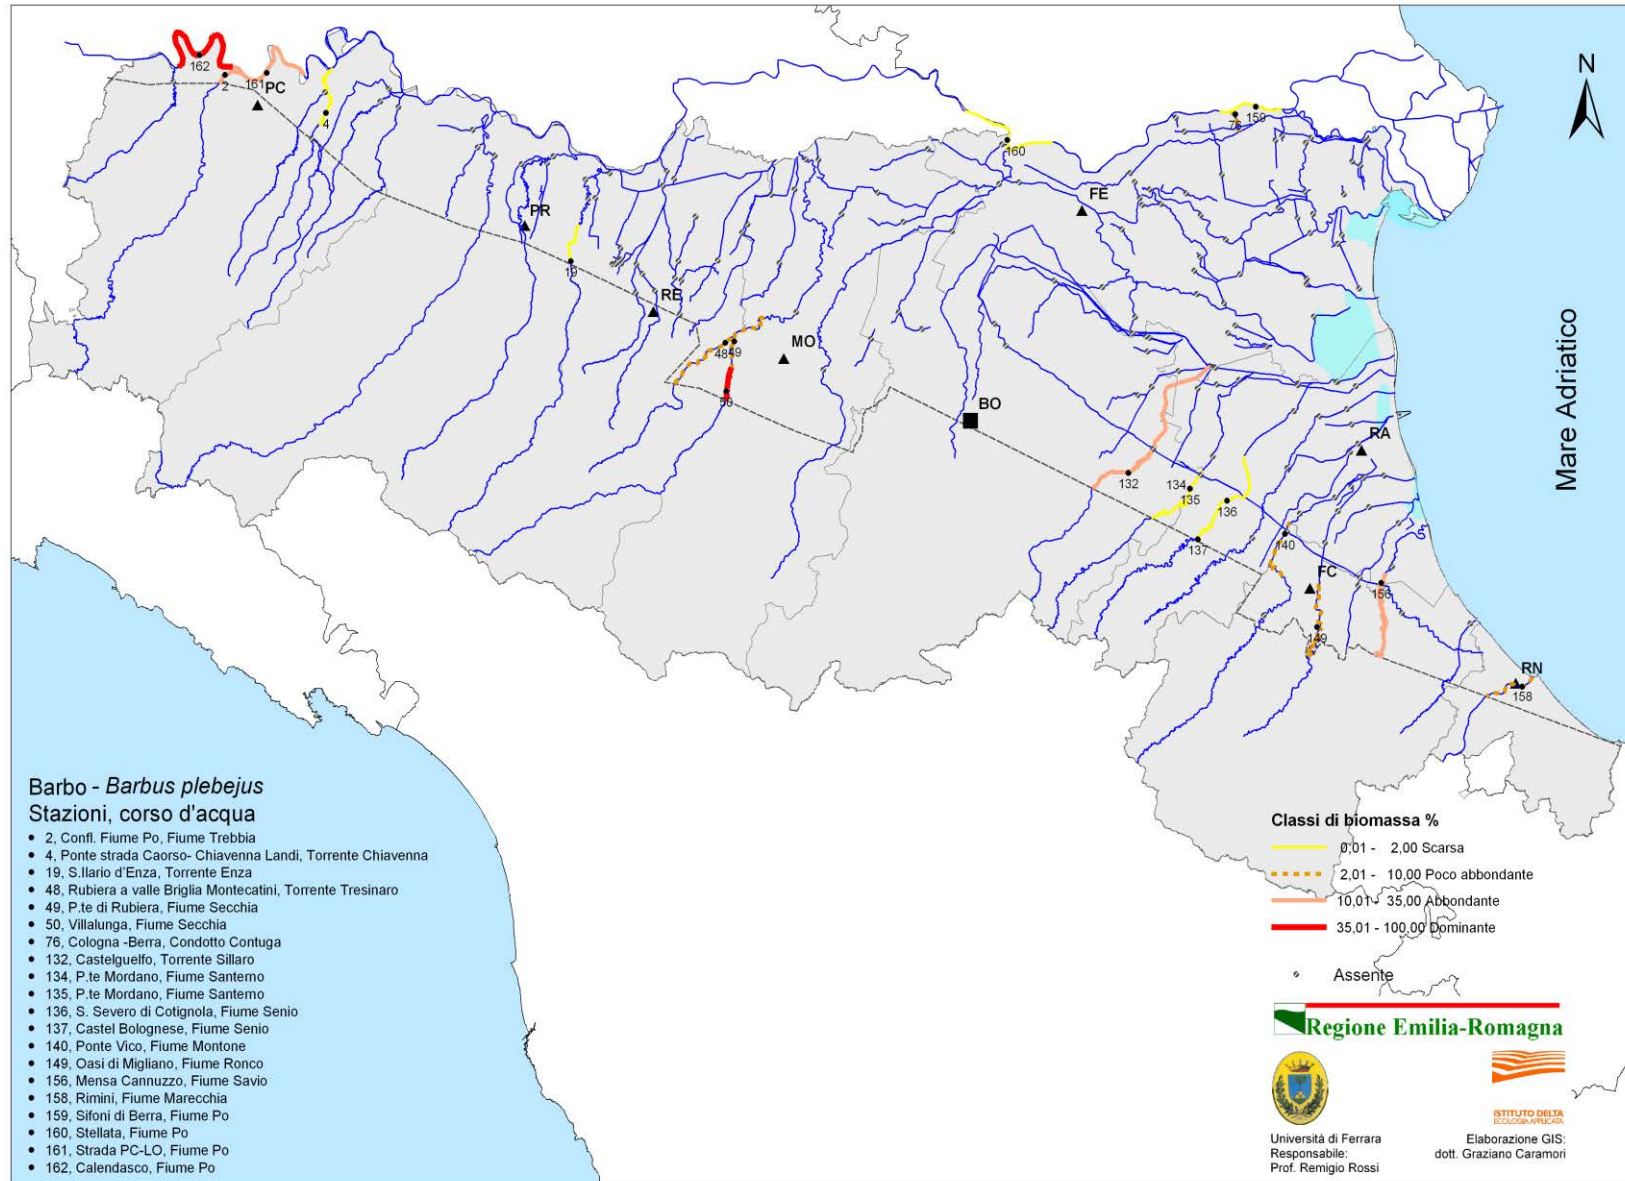 N
162
2
161
PC
4
76
159
160
FE
PR
19
RE
MO
48
49
50
BO
RA
Mare Adriatico
132
134
135
136
137
140
FC
156
149
RN
158
Barbo - Barbus plebejus
Stazioni, corso d'acqua
• 2, Confl. Fiume Po, Fiume Trebbia
• 4, Ponte strada Caorso- Chiavenna Landi, Torrente Chiavenna
• 19, S.Ilario d'Enza, Torrente Enza
• 48, Rubiera a valle Briglia Montecatini, Torrente Tresinaro
• 49, P.te di Rubiera, Fiume Secchia
• 50, Villalunga, Fiume Secchia
• 76, Cologna -Berra, Condotto Contuga
• 132, Castelguelfo, Torrente Sillaro
• 134, P.te Mordano, Fiume Santerno
• 135, P.te Mordano, Fiume Santerno
• 136, S. Severo di Cotignola, Fiume Senio
• 137, Castel Bolognese, Fiume Senio
• 140, Ponte Vico, Fiume Montone
• 149, Oasi di Migliano, Fiume Ronco
• 156, Mensa Cannuzzo, Fiume Savio
• 158, Rimini, Fiume Marecchia
• 159, Sifoni di Berra, Fiume Po
• 160, Stellata, Fiume Po
• 161, Strada PC-LO, Fiume Po
• 162, Calendasco, Fiume Po
Classi di biomassa %
0,01 - 2,00 Scarsa
2,01 - 10,00 Poco abbondante
10,01 - 35,00 Abbondante
35,01 - 100,00 Dominante
Assente
Regione Emilia-Romagna
ISTITUTO DELTA
ECOLOGIA APPLICATA
Università di Ferrara
Responsabile:
Prof. Remigio Rossi
Elaborazione GIS:
dott. Graziano Caramori